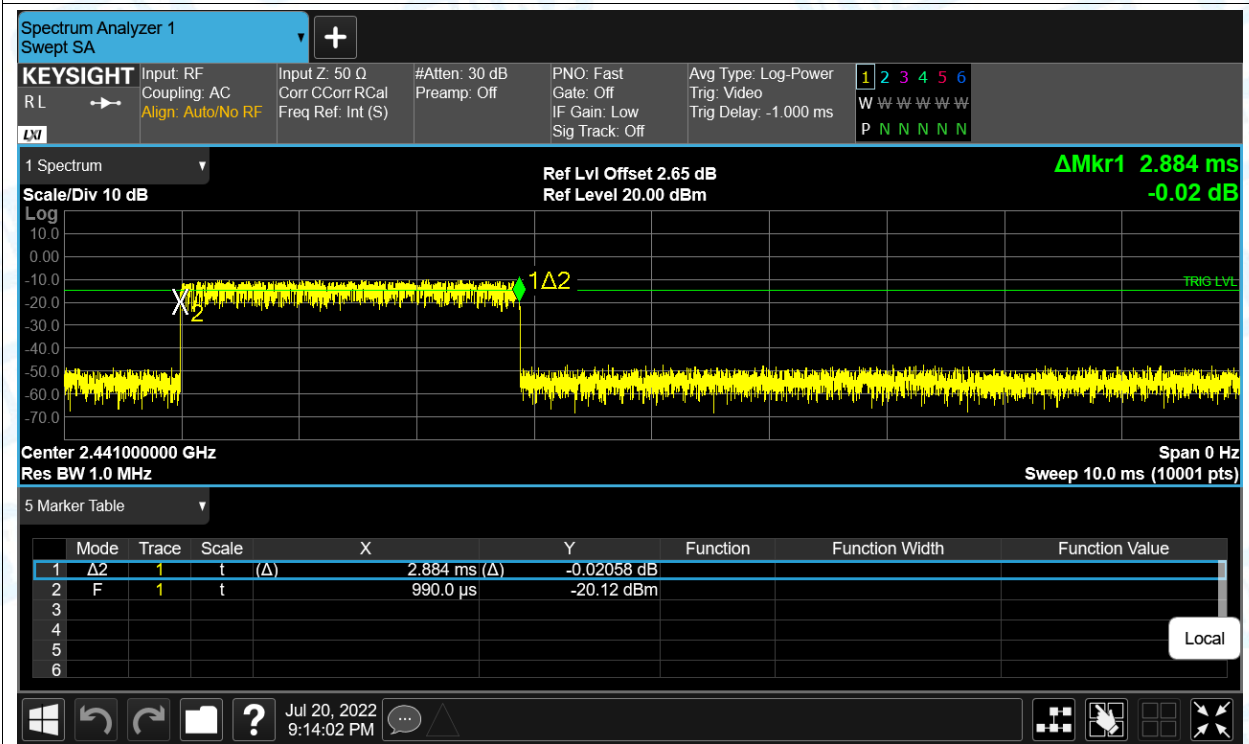 Spectrum Analyzer 1
Swept SA
KEYSIGHT
R L
LXI
Input: RF
Coupling: AC
Align: Auto/No RF
Input Z: 50 Ω
Corr CCorr RCal
Freq Ref: Int (S)
#Atten: 30 dB
Preamp: Off
PNO: Fast
Gate: Off
IF Gain: Low
Sig Track: Off
Avg Type: Log-Power
Trig: Video
Trig Delay: -1.000 ms
1 2 3 4 5 6
W W W W W W
P N N N N N
1 Spectrum
Scale/Div 10 dB
Ref Lvl Offset 2.65 dB
Ref Level 20.00 dBm
ΔMkr1 2.884 ms
-0.02 dB
Log
10.0
0.00
-10.0
-20.0
-30.0
-40.0
-50.0
-60.0
-70.0
1Δ2
2
TRIG LVL
Center 2.441000000 GHz
Res BW 1.0 MHz
Span 0 Hz
Sweep 10.0 ms (10001 pts)
5 Marker Table
Mode Trace Scale X Y Function Function Width Function Value
1 Δ2 1 t (Δ) 2.884 ms (Δ) -0.02058 dB
2 F 1 t 990.0 µs -20.12 dBm
3
4
5
6
Local
?
Jul 20, 2022
9:14:02 PM